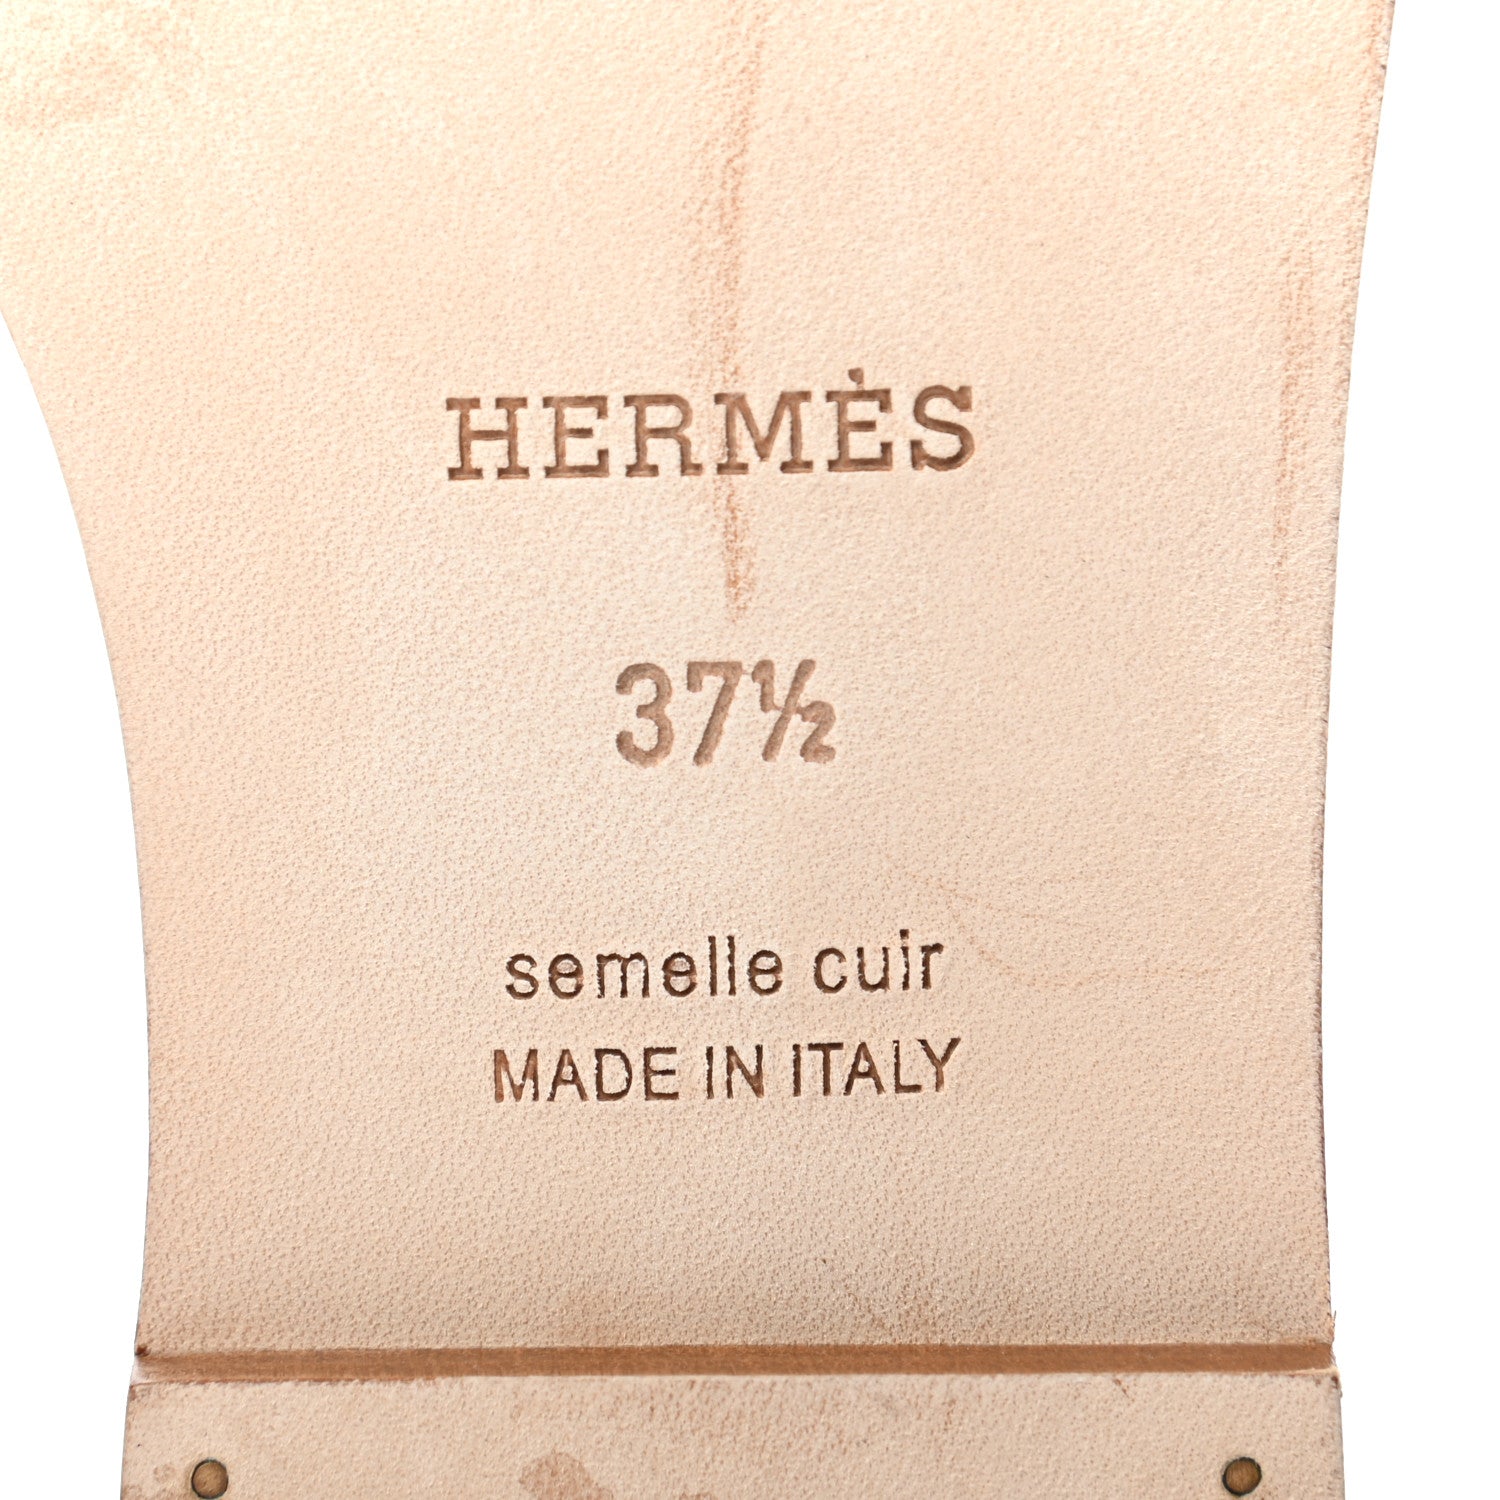 HERMÈS
37½
semelle cuir
MADE IN ITALY